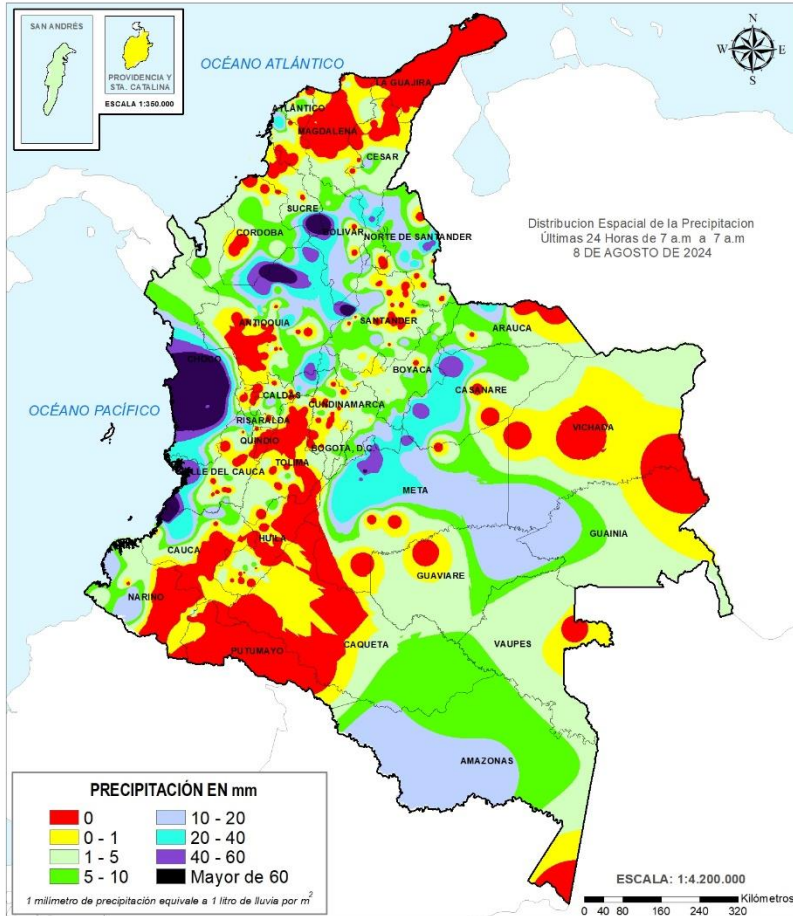 SAN ANDRÉS
PROVIDENCIA Y
STA. CATALINA
ESCALA 1:350.000
OCÉANO ATLÁNTICO
N
W
E
S
LA GUAJIRA
ATLÁNTICO
MAGDALENA
CESAR
SUCRE
CORDOBA
BOLIVAR
NORTE DE SANTANDER
Distribucion Espacial de la Precipitacion
Últimas 24 Horas de 7 a.m a 7 a.m
8 DE AGOSTO DE 2024
ANTIOQUIA
SANTANDER
ARAUCA
CHOCO
BOYACA
CASANARE
OCÉANO PACÍFICO
CALDAS
CUNDINAMARCA
RISARALDA
VICHADA
QUINDIO
BOGOTA, D.C.
TOLIMA
VALLE DEL CAUCA
META
GUAINIA
HUILA
CAUCA
GUAVIARE
NARIÑO
CAQUETA
VAUPES
PUTUMAYO
AMAZONAS
PRECIPITACIÓN EN mm
0
10 - 20
0 - 1
20 - 40
1 - 5
40 - 60
5 - 10
Mayor de 60
1 milimetro de precipitación equivale a 1 litro de lluvia por m²
ESCALA: 1:4.200.000
Kilómetros
0 40 80 160 240 320